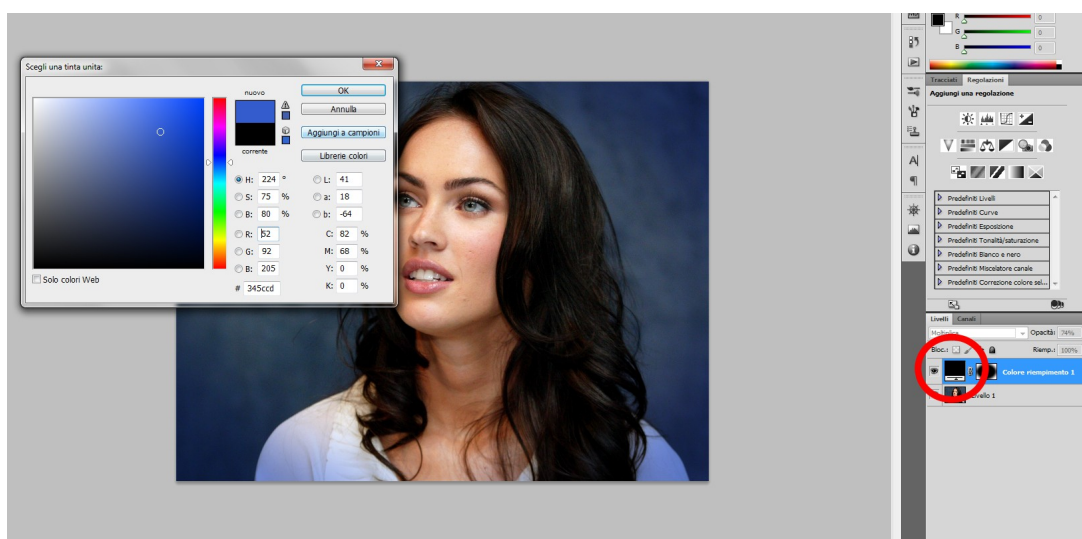 Scegli una tinta unita:
nuovo
corrente
OK
Annulla
Aggiungi a campioni
Librerie colori
H: 224 °
S: 75 %
B: 80 %
R: 52
G: 92
B: 205
# 345ccd
L: 41
a: 18
b: -64
C: 82 %
M: 68 %
Y: 0 %
K: 0 %
Solo colori Web
R 0
G 0
B 0
Tracciati Regolazioni
Aggiungi una regolazione
Predefiniti Livelli
Predefiniti Curve
Predefiniti Esposizione
Predefiniti Tonalità/saturazione
Predefiniti Bianco e nero
Predefiniti Miscelatore canale
Predefiniti Correzione colore sel...
Livelli Canali
Moltiplica Opacità: 74%
Bloc.: Riemp.: 100%
Colore riempimento 1
Livello 1